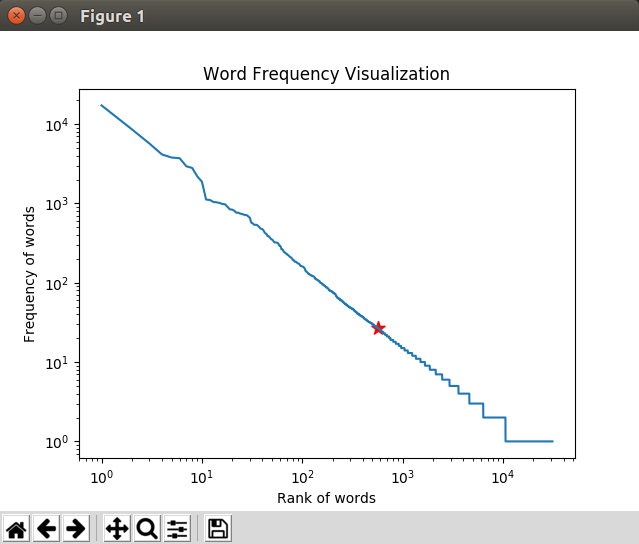 Figure 1
Word Frequency Visualization
Frequency of words
10⁴
10³
10²
10¹
10⁰
10⁰ 10¹ 10² 10³ 10⁴
Rank of words